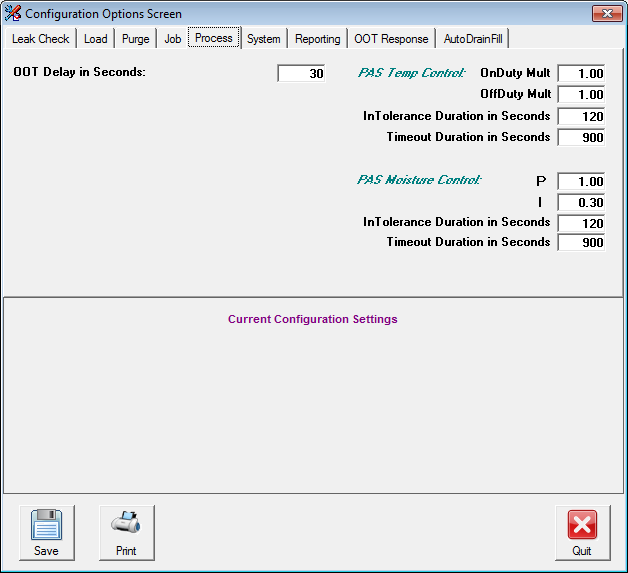 Configuration Options Screen
Leak Check Load Purge Job Process System Reporting OOT Response AutoDrainFill
OOT Delay in Seconds: 30 PAS Temp Control: OnDuty Mult 1.00
OffDuty Mult 1.00
InTolerance Duration in Seconds 120
Timeout Duration in Seconds 900
PAS Moisture Control: P 1.00
I 0.30
InTolerance Duration in Seconds 120
Timeout Duration in Seconds 900
Current Configuration Settings
Save Print Quit